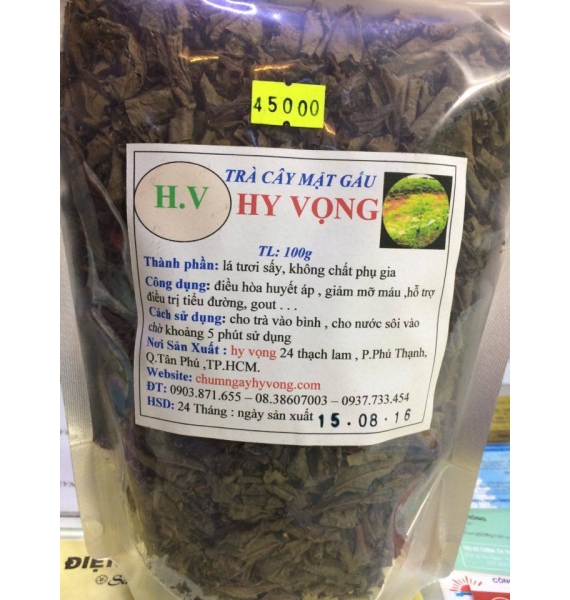 45000
H.V
TRÀ CÂY MẬT GẤU
HY VỌNG
TL: 100g
Thành phần: lá tươi sấy, không chất phụ gia
Công dụng: điều hòa huyết áp , giảm mỡ máu ,hỗ trợ
điều trị tiểu đường, gout . . .
Cách sử dụng: cho trà vào bình , cho nước sôi vào
chờ khoảng 5 phút sử dụng
Nơi Sản Xuất : hy vọng 24 thạch lam , P.Phú Thạnh,
Q.Tân Phú ,TP.HCM.
Website: chumngayhyvong.com
ĐT: 0903.871.655 – 08.38607003 – 0937.733.454
HSD: 24 Tháng : ngày sản xuất 15 . 08 . 16
ĐIỆN